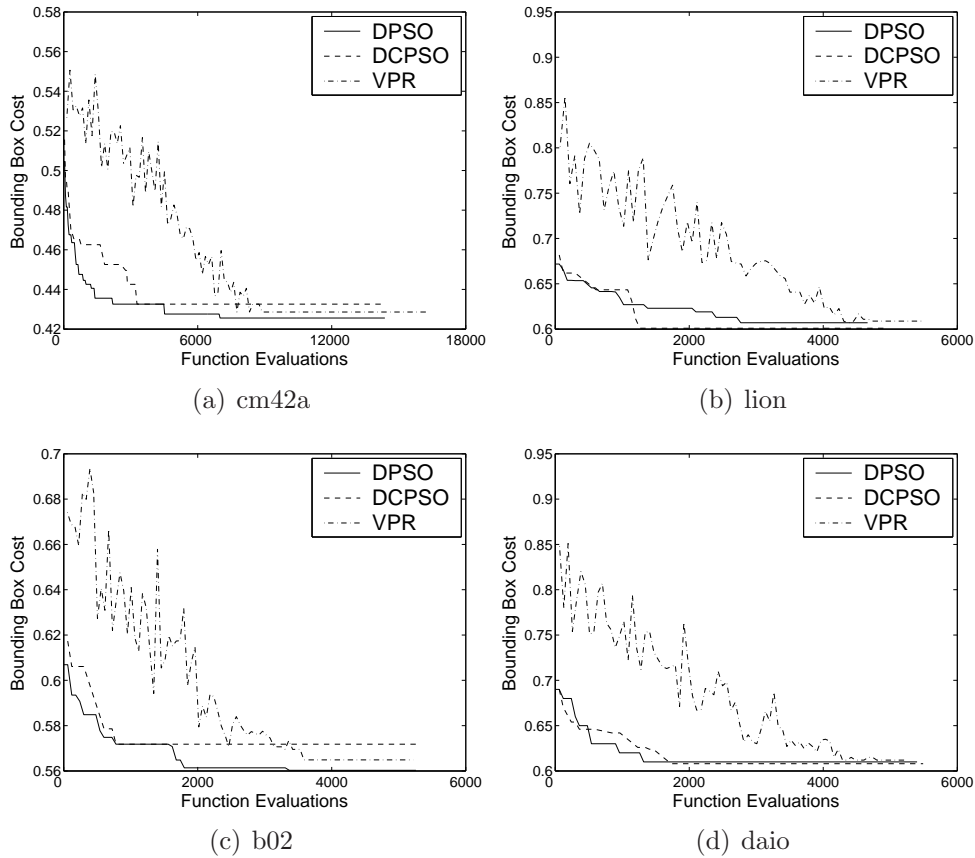 0.58
0.56
0.54
0.52
0.5
0.48
0.46
0.44
0.42
Bounding Box Cost
DPSO
DCPSO
VPR
0
6000
12000
18000
Function Evaluations
(a) cm42a
0.95
0.9
0.85
0.8
0.75
0.7
0.65
0.6
Bounding Box Cost
DPSO
DCPSO
VPR
0
2000
4000
6000
Function Evaluations
(b) lion
0.7
0.68
0.66
0.64
0.62
0.6
0.58
0.56
Bounding Box Cost
DPSO
DCPSO
VPR
0
2000
4000
6000
Function Evaluations
(c) b02
0.95
0.9
0.85
0.8
0.75
0.7
0.65
0.6
Bounding Box Cost
DPSO
DCPSO
VPR
0
2000
4000
6000
Function Evaluations
(d) daio